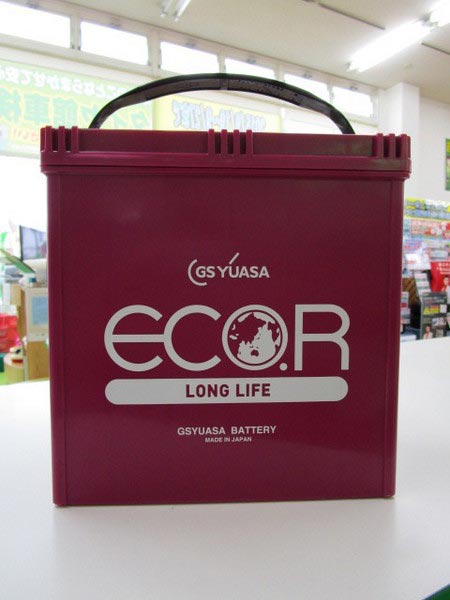 GS YUASA
ECO.R
LONG LIFE
GSYUASA BATTERY
MADE IN JAPAN